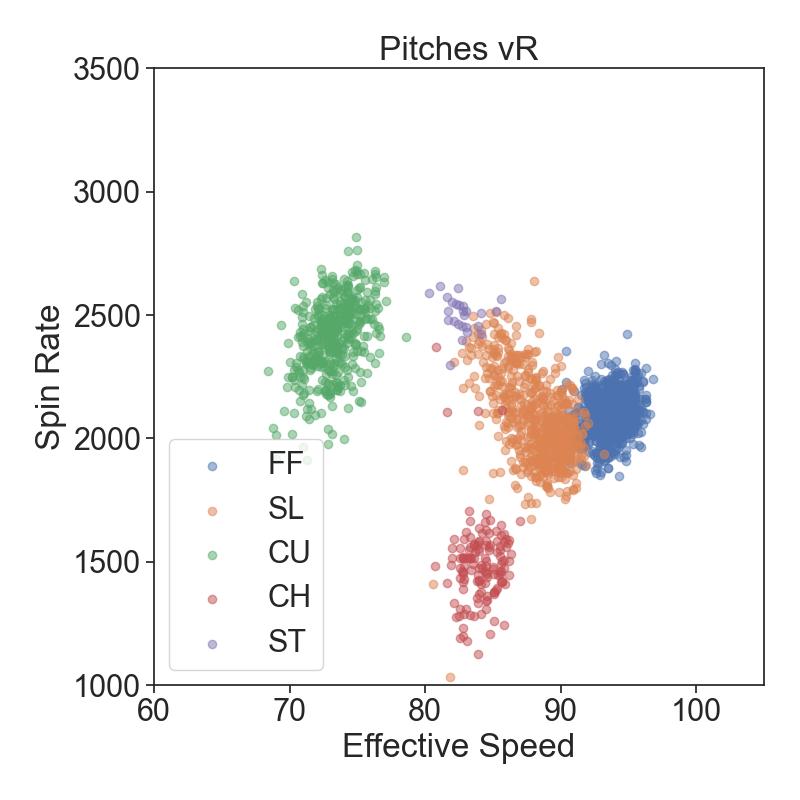 Pitches vR
3500
3000
2500
2000
1500
1000
Spin Rate
FF
SL
CU
CH
ST
60 70 80 90 100
Effective Speed